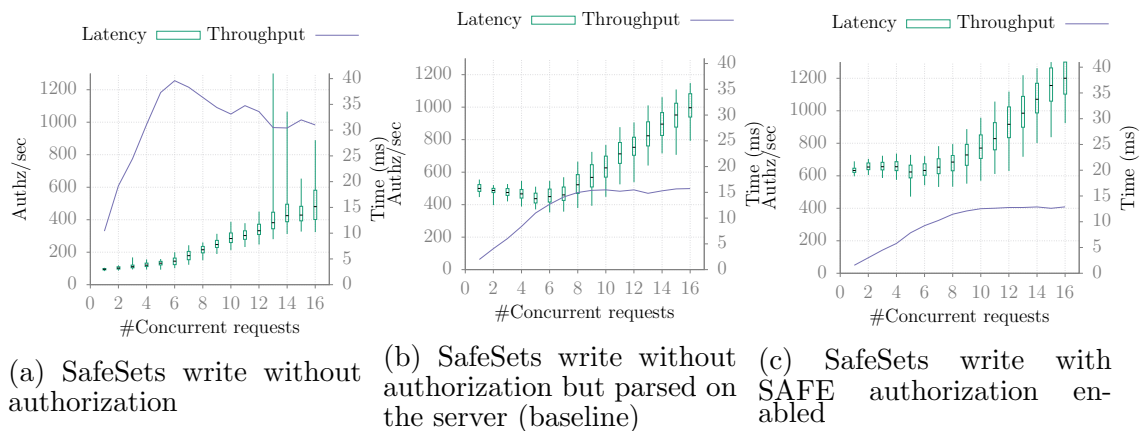 Latency Throughput
1200
1000
800
600
400
200
0
Authz/sec
40
35
30
25
20
15
10
5
0
Time (ms)
0 2 4 6 8 10 12 14 16
#Concurrent requests
(a) SafeSets write without
authorization
Latency Throughput
1200
1000
800
600
400
200
0
Authz/sec
40
35
30
25
20
15
10
5
0
Time (ms)
0 2 4 6 8 10 12 14 16
#Concurrent requests
(b) SafeSets write without
authorization but parsed on
the server (baseline)
Latency Throughput
1200
1000
800
600
400
200
0
Authz/sec
40
35
30
25
20
15
10
5
0
Time (ms)
0 2 4 6 8 10 12 14 16
#Concurrent requests
(c) SafeSets write with
SAFE authorization en-
abled